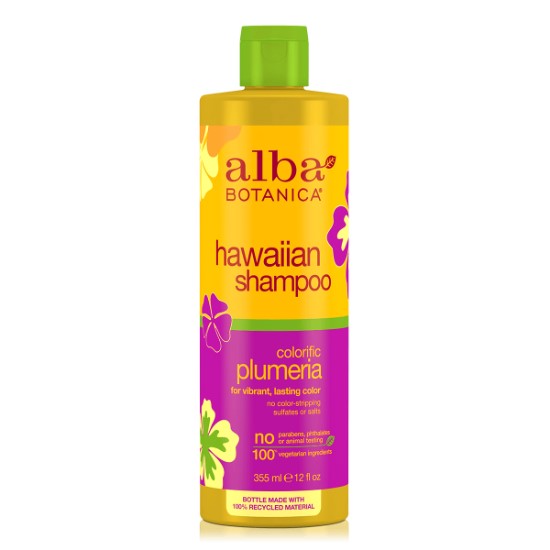 alba
BOTANICA®
hawaiian
shampoo
colorific
plumeria
for vibrant, lasting color
no color-stripping
sulfates or salts
no parabens, phthalates
or animal testing
100% vegetarian ingredients
355 ml ℮ 12 fl oz
BOTTLE MADE WITH
100% RECYCLED MATERIAL